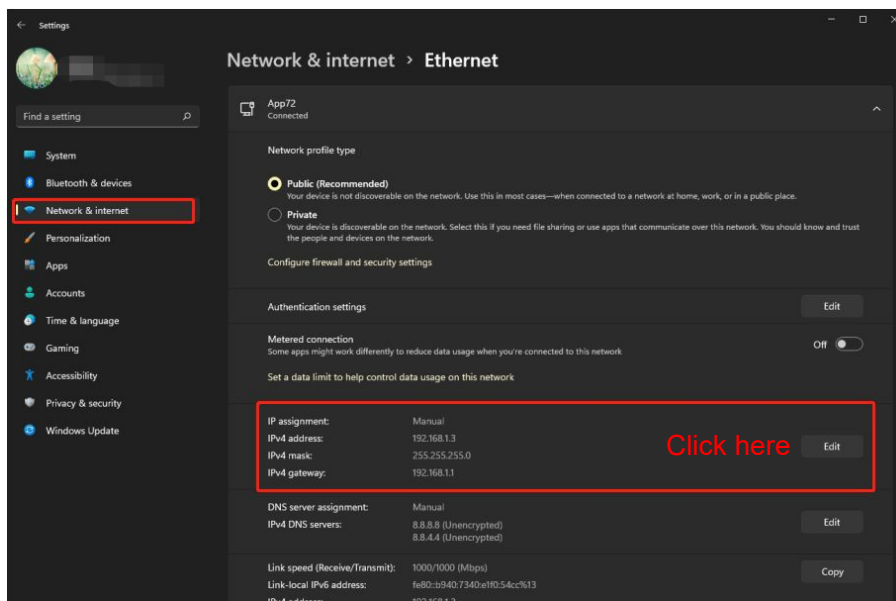 Settings
Network & internet > Ethernet
Find a setting
System
Bluetooth & devices
Network & internet
Personalization
Apps
Accounts
Time & language
Gaming
Accessibility
Privacy & security
Windows Update
App72
Connected
Network profile type
Public (Recommended)
Your device is not discoverable on the network. Use this in most cases—when connected to a network at home, work, or in a public place.
Private
Your device is discoverable on the network. Select this if you need file sharing or use apps that communicate over this network. You should know and trust
the people and devices on the network.
Configure firewall and security settings
Authentication settings Edit
Metered connection
Some apps might work differently to reduce data usage when you're connected to this network
Off
Set a data limit to help control data usage on this network
IP assignment: Manual
IPv4 address: 192.168.1.3
IPv4 mask: 255.255.255.0
IPv4 gateway: 192.168.1.1
Click here Edit
DNS server assignment: Manual
IPv4 DNS servers: 8.8.8.8 (Unencrypted)
8.8.4.4 (Unencrypted)
Edit
Link speed (Receive/Transmit): 1000/1000 (Mbps)
Link-local IPv6 address: fe80::b940:7340:e1f0:54cc%13
Copy
IPv4 address: 192.168.1.3